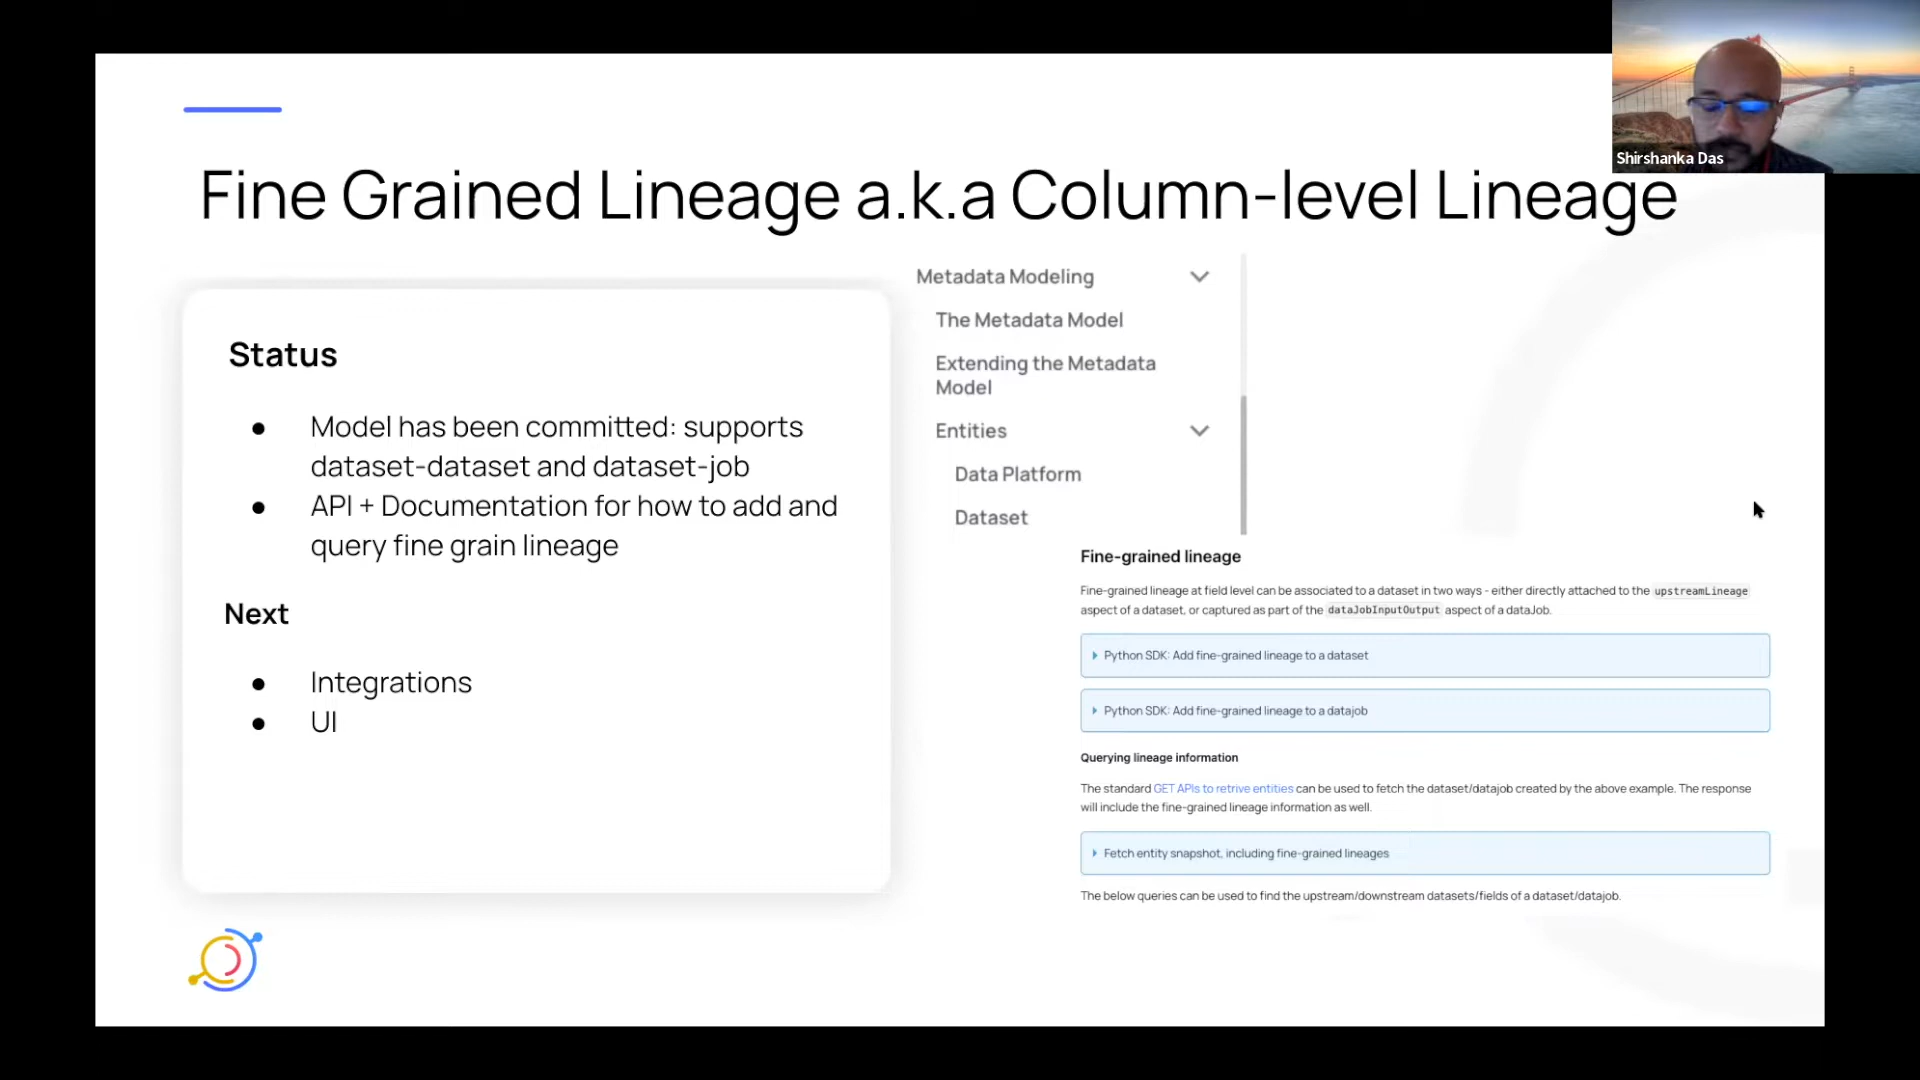 Shirshanka Das
Fine Grained Lineage a.k.a Column-level Lineage
Status
● Model has been committed: supports
dataset-dataset and dataset-job
● API + Documentation for how to add and
query fine grain lineage
Next
● Integrations
● UI
Metadata Modeling
The Metadata Model
Extending the Metadata
Model
Entities
Data Platform
Dataset
Fine-grained lineage
Fine-grained lineage at field level can be associated to a dataset in two ways - either directly attached to the upstreamLineage
aspect of a dataset, or captured as part of the dataJobInputOutput aspect of a dataJob.
Python SDK: Add fine-grained lineage to a dataset
Python SDK: Add fine-grained lineage to a datajob
Querying lineage information
The standard GET APIs to retrive entities can be used to fetch the dataset/datajob created by the above example. The response
will include the fine-grained lineage information as well.
Fetch entity snapshot, including fine-grained lineages
The below queries can be used to find the upstream/downstream datasets/fields of a dataset/datajob.